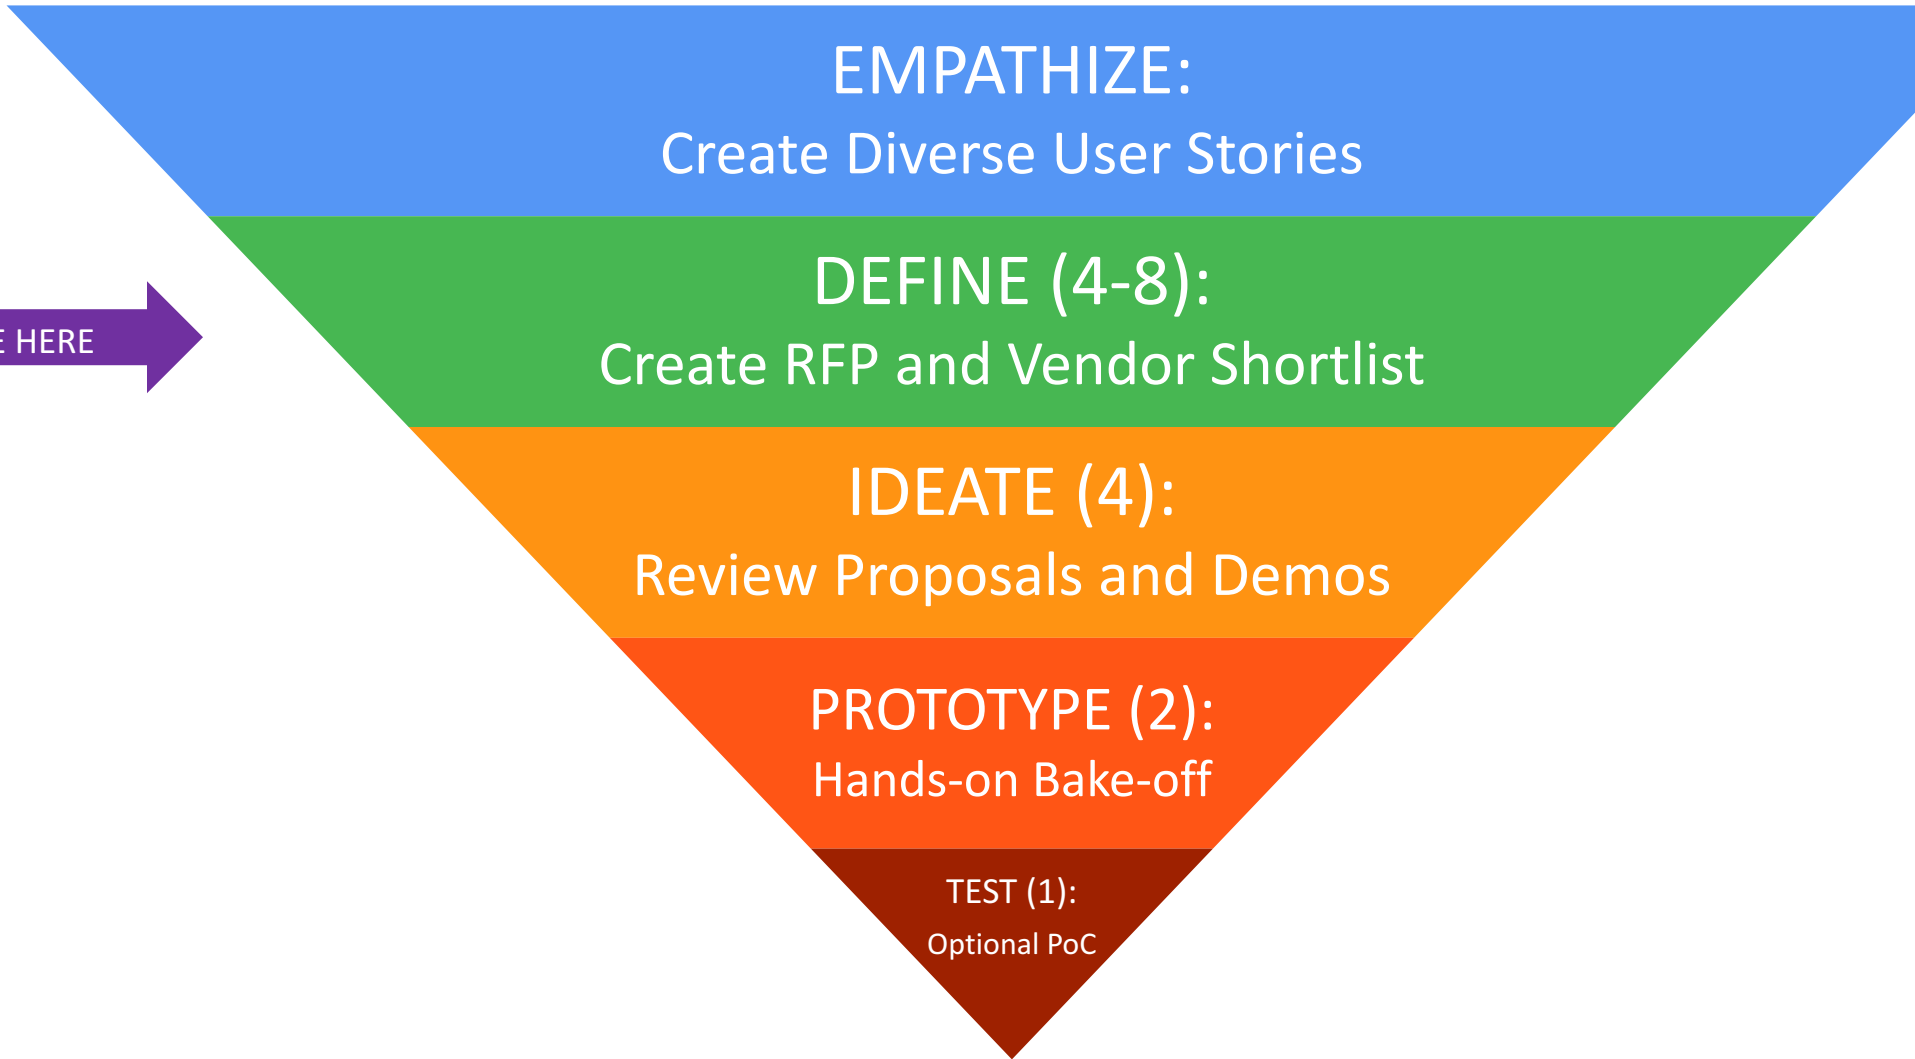 EMPATHIZE:
Create Diverse User Stories
DEFINE (4-8):
HERE
Create RFP and Vendor Shortlist
IDEATE (4):
Review Proposals and Demos
PROTOTYPE (2):
Hands-on Bake-off
TEST (1):
Optional PoC